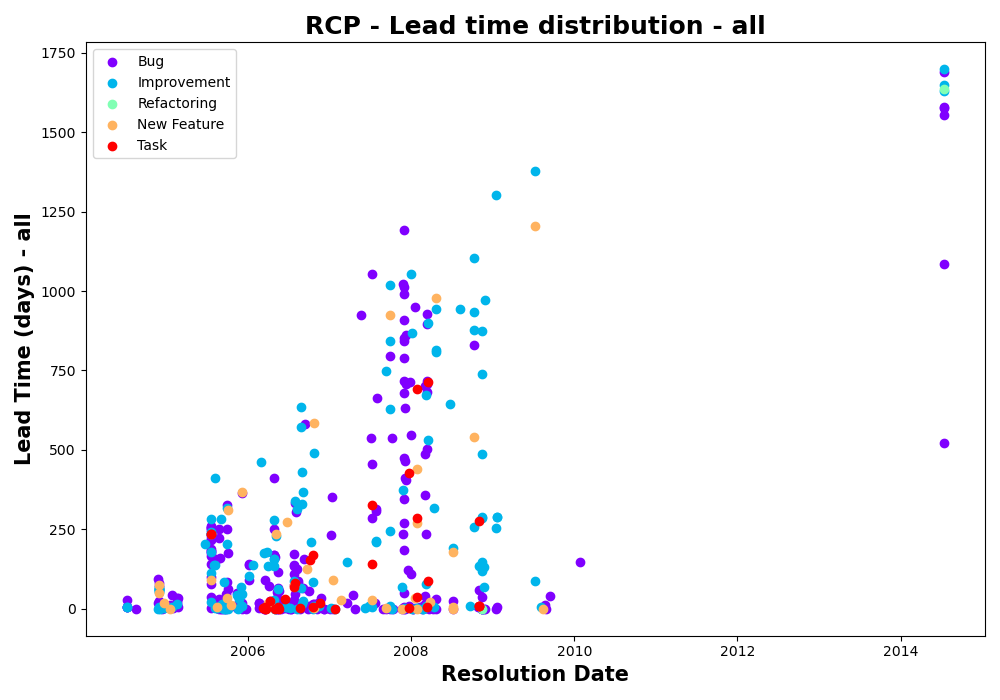 RCP - Lead time distribution - all
Bug
Improvement
Refactoring
New Feature
Task
Lead Time (days) - all
1750
1500
1250
1000
750
500
250
0
2006 2008 2010 2012 2014
Resolution Date